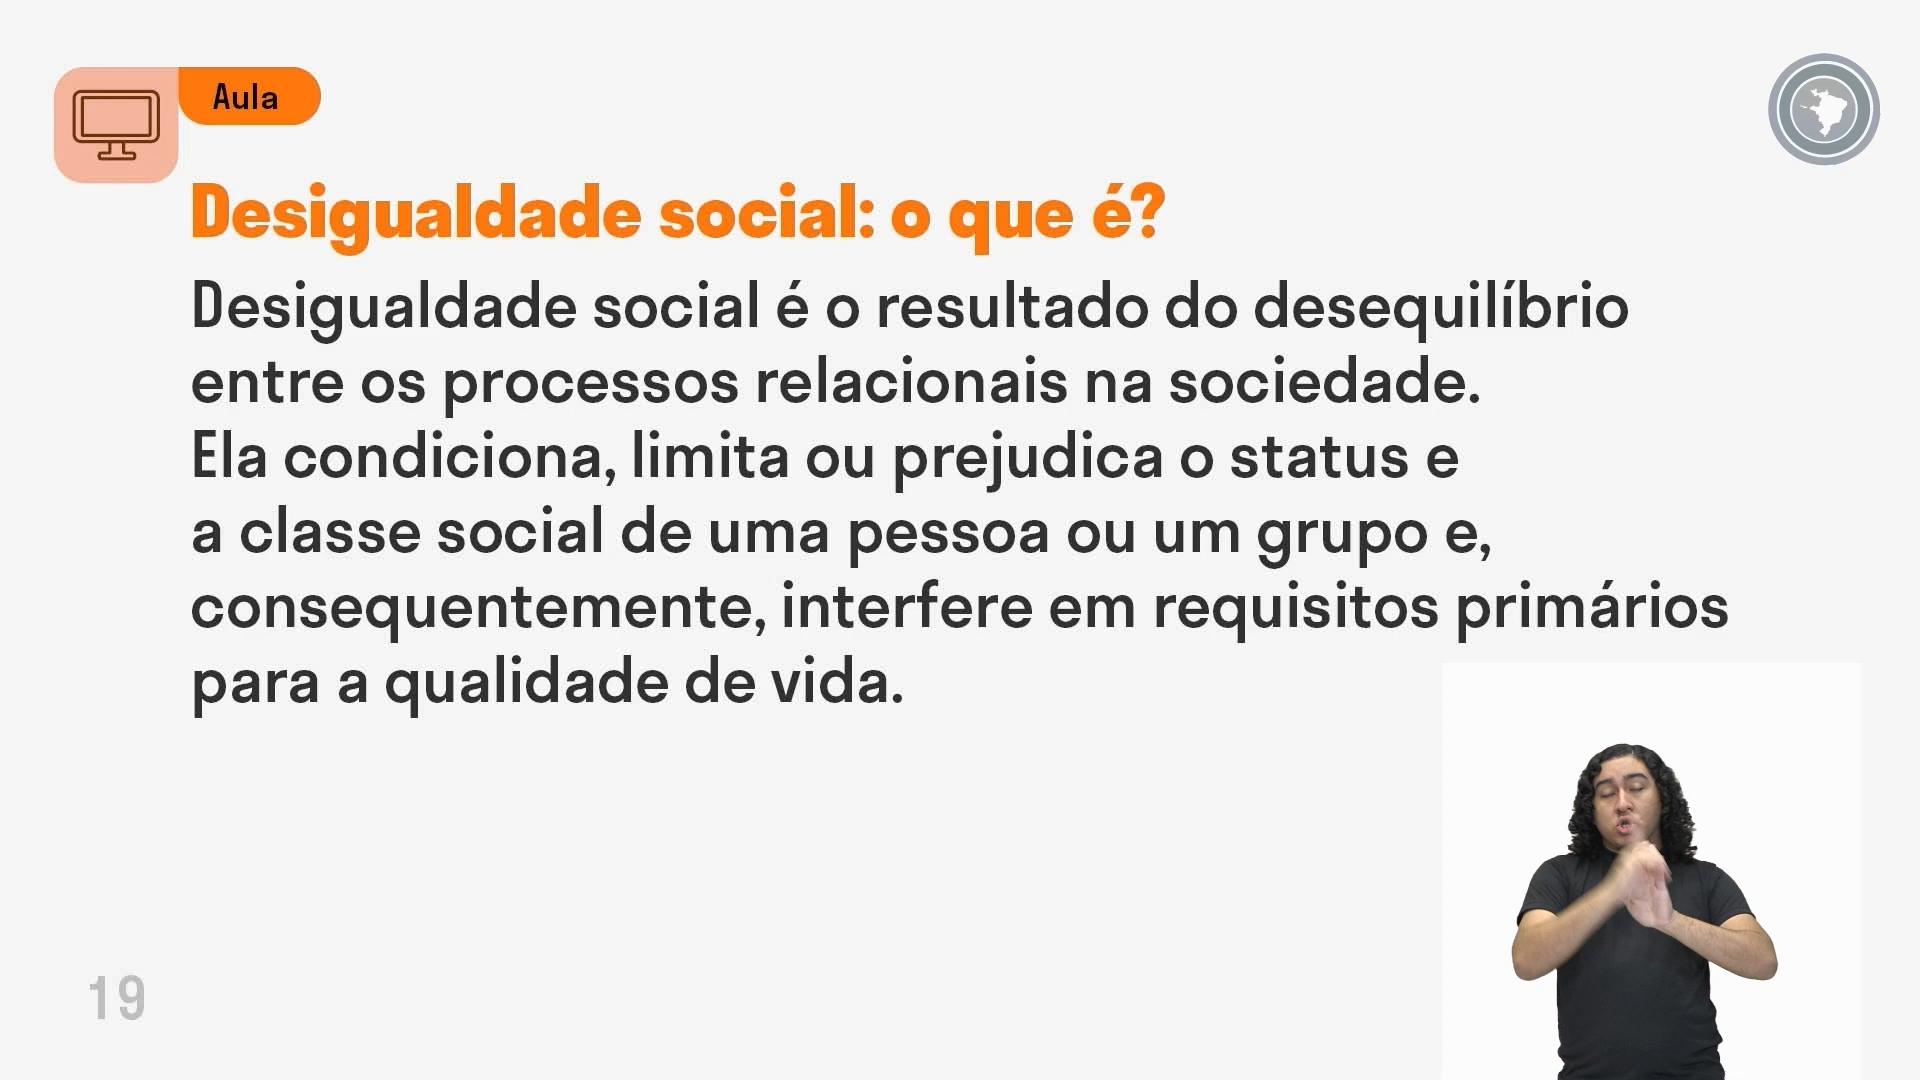 Aula
Desigualdade social: o que é?
Desigualdade social é o resultado do desequilíbrio
entre os processos relacionais na sociedade.
Ela condiciona, limita ou prejudica o status e
a classe social de uma pessoa ou um grupo e,
consequentemente, interfere em requisitos primários
para a qualidade de vida.
19